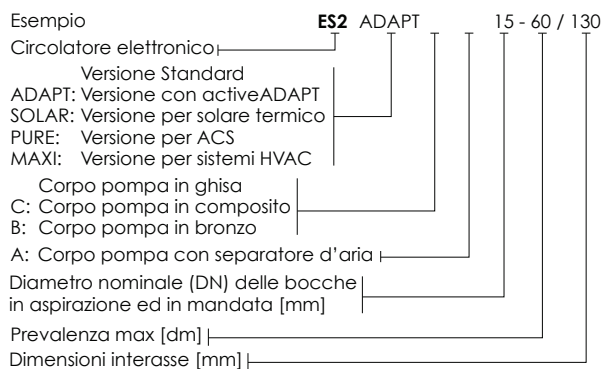 Esempio ES2 ADAPT 15 - 60 / 130
Circolatore elettronico
Versione Standard
ADAPT: Versione con activeADAPT
SOLAR: Versione per solare termico
PURE: Versione per ACS
MAXI: Versione per sistemi HVAC
Corpo pompa in ghisa
C: Corpo pompa in composito
B: Corpo pompa in bronzo
A: Corpo pompa con separatore d'aria
Diametro nominale (DN) delle bocche
in aspirazione ed in mandata [mm]
Prevalenza max [dm]
Dimensioni interasse [mm]